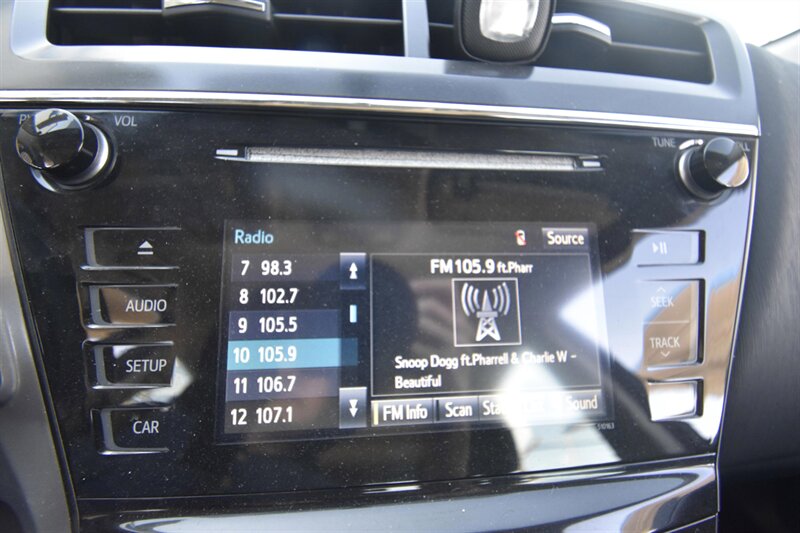 VOL
TUNE
AUDIO
SETUP
CAR
Radio
Source
7 98.3
8 102.7
9 105.5
10 105.9
11 106.7
12 107.1
FM 105.9 ft.Pharr
Snoop Dogg ft.Pharrell & Charlie W -
Beautiful
FM Info
Scan
Sound
510163
SEEK
TRACK